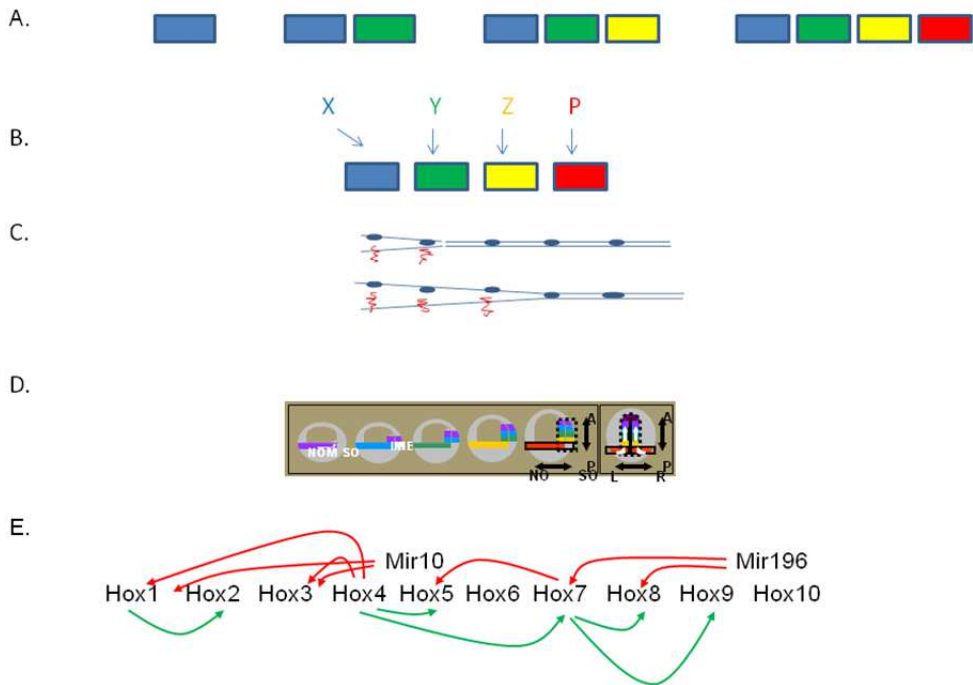 A.
X Y Z P
B.
C.
D.
NOM SO IME A A
NO SO P L R P
E.
Mir10 Mir196
Hox1 Hox2 Hox3 Hox4 Hox5 Hox6 Hox7 Hox8 Hox9 Hox10